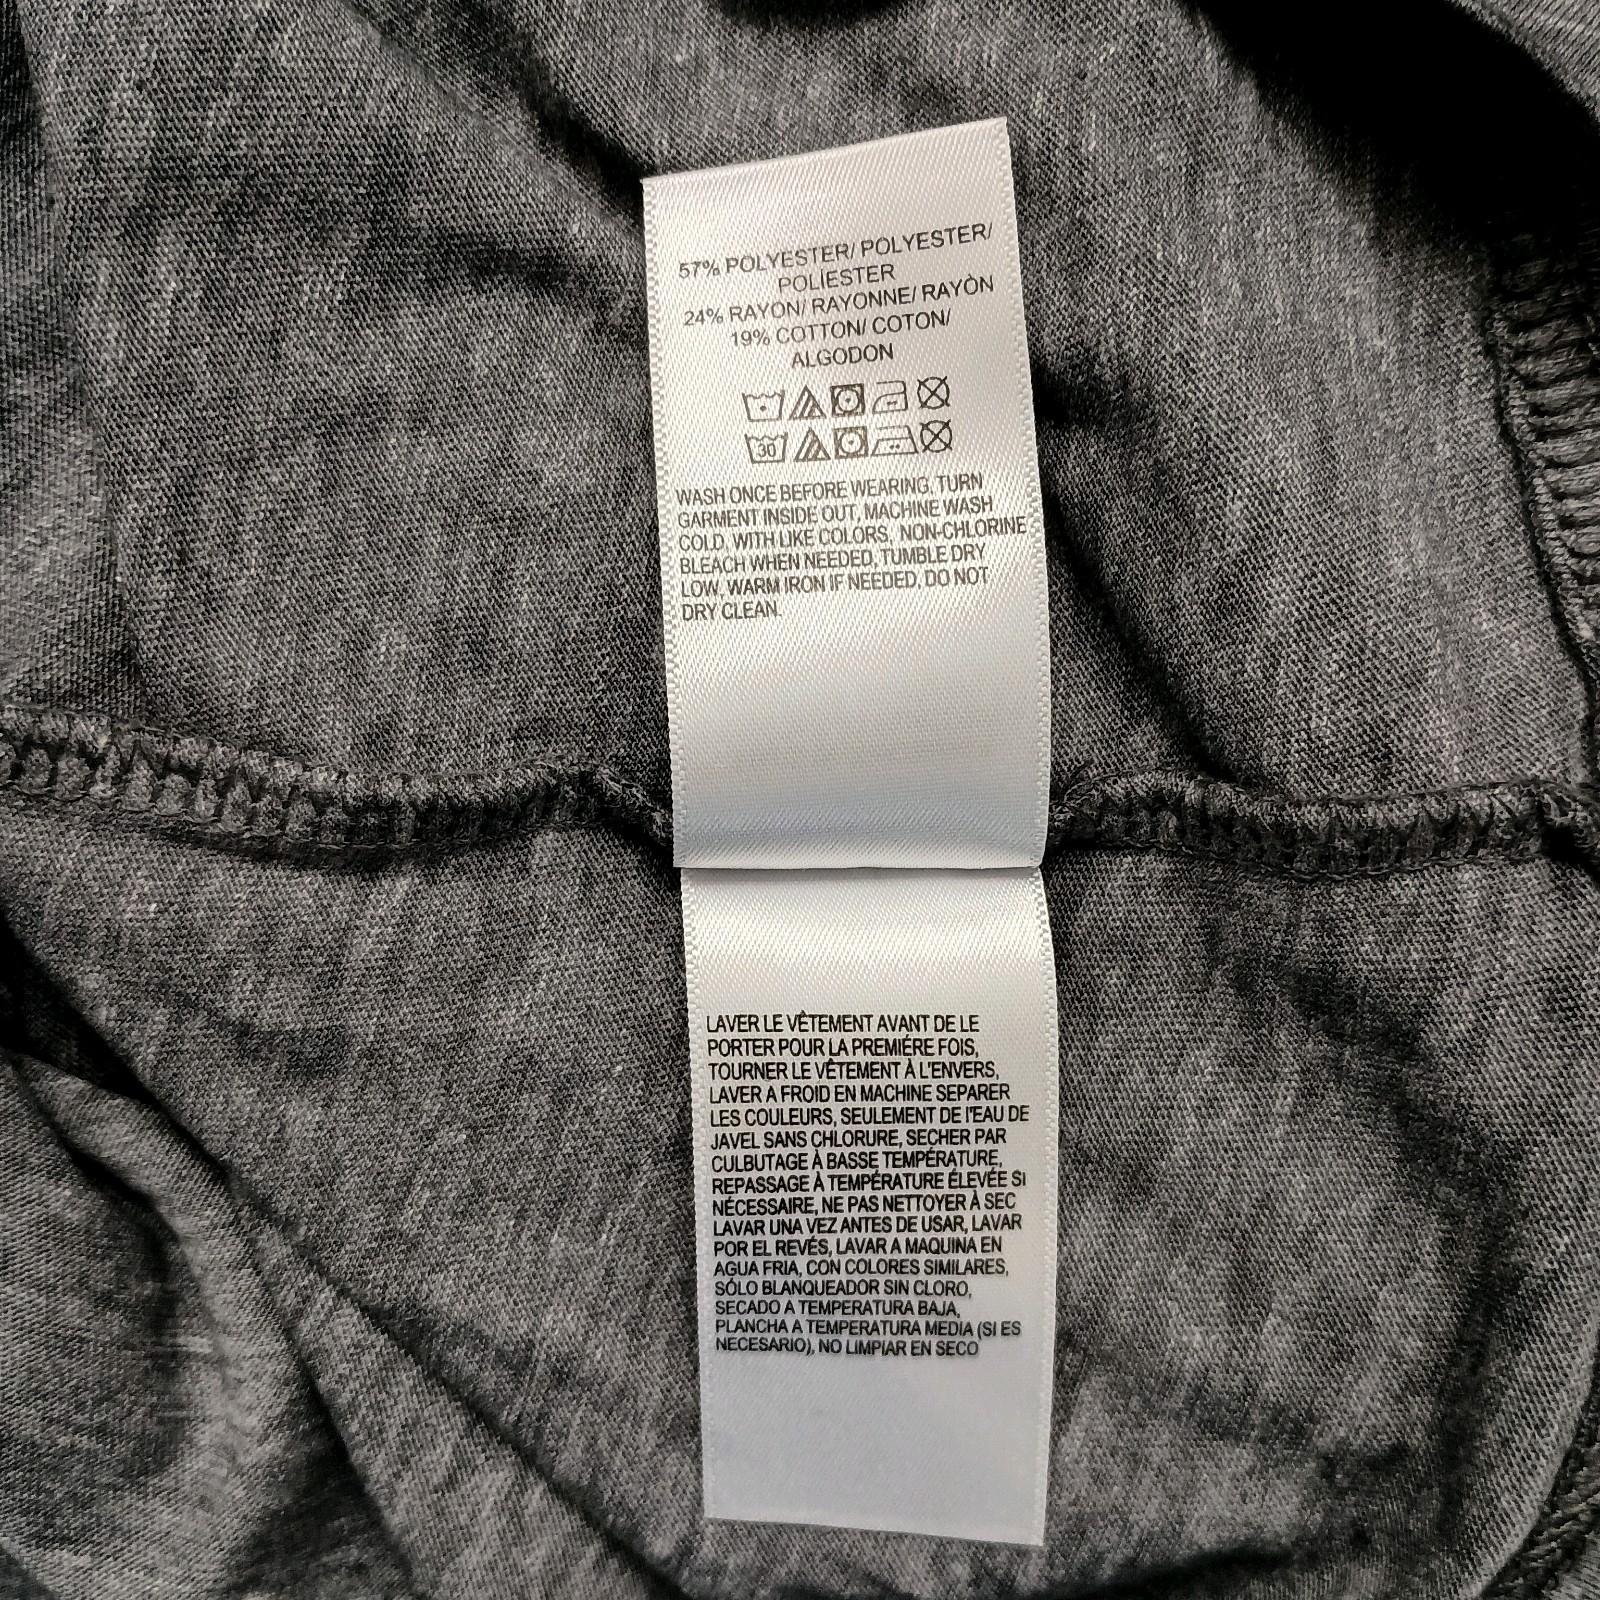 57% POLYESTER/ POLYESTER/
POLÍESTER
24% RAYON/ RAYONNE/ RAYÒN
19% COTTON/ COTON/
ALGODON
30
WASH ONCE BEFORE WEARING, TURN
GARMENT INSIDE OUT, MACHINE WASH
COLD, WITH LIKE COLORS, NON-CHLORINE
BLEACH WHEN NEEDED, TUMBLE DRY
LOW, WARM IRON IF NEEDED, DO NOT
DRY CLEAN.
LAVER LE VÊTEMENT AVANT DE LE
PORTER POUR LA PREMIÉRE FOIS,
TOURNER LE VÊTEMENT À L'ENVERS,
LAVER A FROID EN MACHINE SEPARER
LES COULEURS, SEULEMENT DE l'EAU DE
JAVEL SANS CHLORURE, SECHER PAR
CULBUTAGE À BASSE TEMPÉRATURE,
REPASSAGE À TEMPÉRATURE ÉLEVÉE SI
NÉCESSAIRE, NE PAS NETTOYER À SEC
LAVAR UNA VEZ ANTES DE USAR, LAVAR
POR EL REVÉS, LAVAR A MAQUINA EN
AGUA FRIA, CON COLORES SIMILARES,
SÓLO BLANQUEADOR SIN CLORO,
SECADO A TEMPERATURA BAJA,
PLANCHA A TEMPERATURA MEDIA (SI ES
NECESARIO), NO LIMPIAR EN SECO